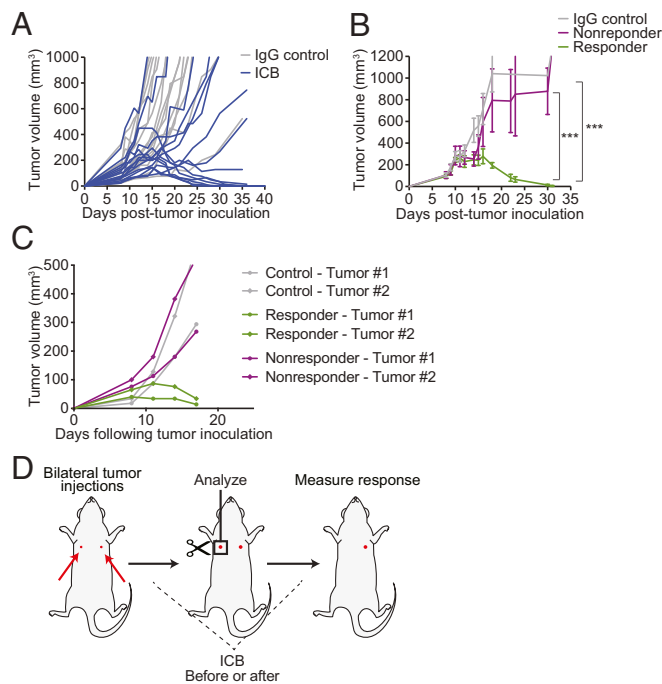 A
1000
800
600
400
200
0
Tumor volume (mm³)
0 5 10 15 20 25 30 35 40
Days post-tumor inoculation
IgG control
ICB
B
IgG control
Nonreponder
Responder
1200
1000
800
600
400
200
0
Tumor volume (mm³)
0 5 10 15 20 25 30 35
Days post-tumor inoculation
***
***
C
500
400
300
200
100
0
Tumor volume (mm³)
0 10 20
Days following tumor inoculation
Control - Tumor #1
Control - Tumor #2
Responder - Tumor #1
Responder - Tumor #2
Nonresponder - Tumor #1
Nonresponder - Tumor #2
D
Bilateral tumor
injections
Analyze
Measure response
ICB
Before or after